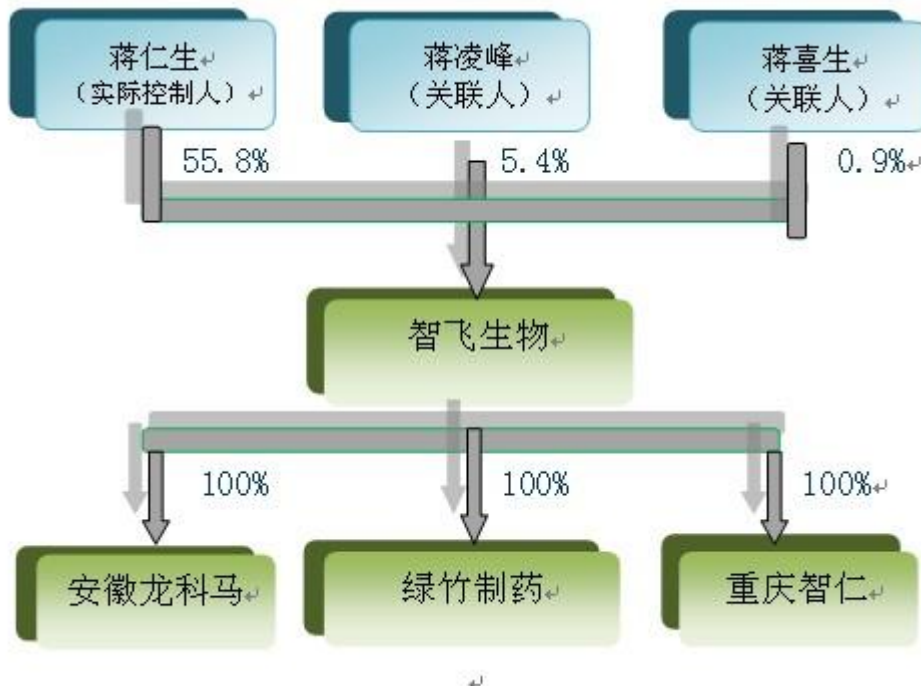 蒋仁生
（实际控制人）
蒋凌峰
（关联人）
蒋喜生
（关联人）
55.8%
5.4%
0.9%
智飞生物
100%
100%
100%
安徽龙科马
绿竹制药
重庆智仁